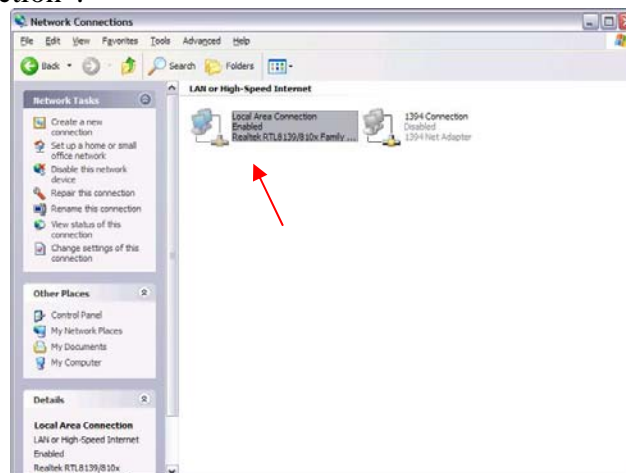 ction".
Network Connections
File Edit View Favorites Tools Advanced Help
Back Search Folders
Network Tasks
Create a new
connection
Set up a home or small
office network
Disable this network
device
Repair this connection
Rename this connection
View status of this
connection
Change settings of this
connection
Other Places
Control Panel
My Network Places
My Documents
My Computer
Details
Local Area Connection
LAN or High-Speed Internet
Enabled
Realtek RTL8139/810x
LAN or High-Speed Internet
Local Area Connection
Enabled
Realtek RTL8139/810x Family ...
1394 Connection
Disabled
1394 Net Adapter